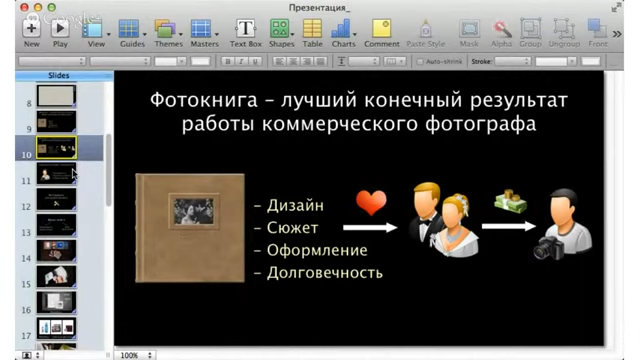 Презентация_
New
Play
View
Guides
Themes
Masters
Text Box
Shapes
Table
Charts
Comment
Paste Style
Mask
Alpha
Group
Ungroup
Front
Auto-shrink
Stroke:
Slides
8
9
10
11
12
13
14
15
16
17
Фотокнига – лучший конечный результат
работы коммерческого фотографа
– Дизайн
– Сюжет
– Оформление
– Долговечность
100%